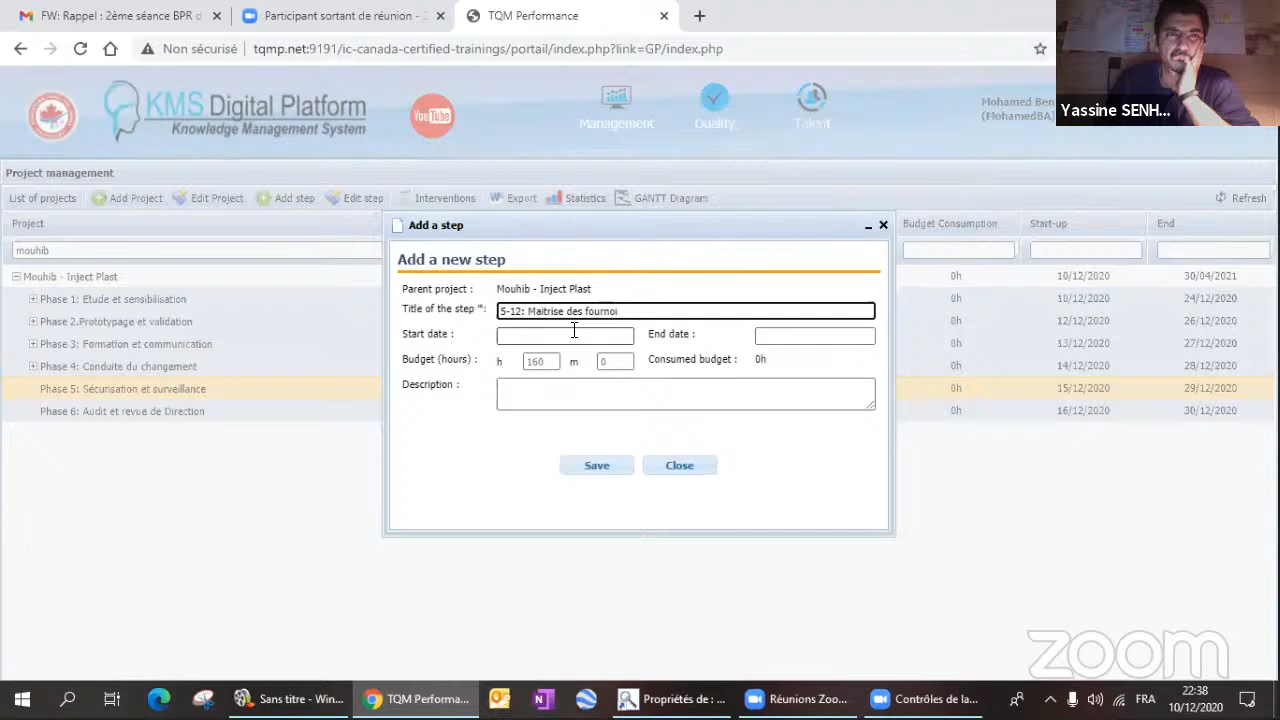 FW: Rappel : 2ème séance BPR d
Participant sortant de réunion - 2
TQM Performance
Non sécurisé
tqmp.net:9191/ic-canada-certified-trainings/portail/index.php?link=GP/index.php
KMS Digital Platform
Knowledge Management System
YouTube
Management
Quality
Talent
Mohamed Ben
(MohamedBA)
Yassine SENH...
Project management
List of projects
Add Project
Edit Project
Add step
Edit step
Interventions
Export
Statistics
GANTT Diagram
Refresh
Project
Budget Consumption
Start-up
End
mouhib
Mouhib - Inject Plast
0h
10/12/2020
30/04/2021
Phase 1: Etude et sensibilisation
0h
10/12/2020
24/12/2020
Phase 2.Prototypage et validation
0h
12/12/2020
26/12/2020
Phase 3: Formation et communication
0h
13/12/2020
27/12/2020
Phase 4: Conduite du changement
0h
14/12/2020
28/12/2020
Phase 5: Sécurisation et surveillance
0h
15/12/2020
29/12/2020
Phase 6: Audit et revue de Direction
0h
16/12/2020
30/12/2020
Add a step
Add a new step
Parent project :
Mouhib - Inject Plast
Title of the step *:
5-12: Maitrise des fournoi
Start date :
End date :
Budget (hours) :
h
160
m
0
Consumed budget :
0h
Description :
Save
Close
zoom
Sans titre - Win...
TQM Performa...
Propriétés de : ...
Réunions Zoo...
Contrôles de la...
FRA
22:38
10/12/2020